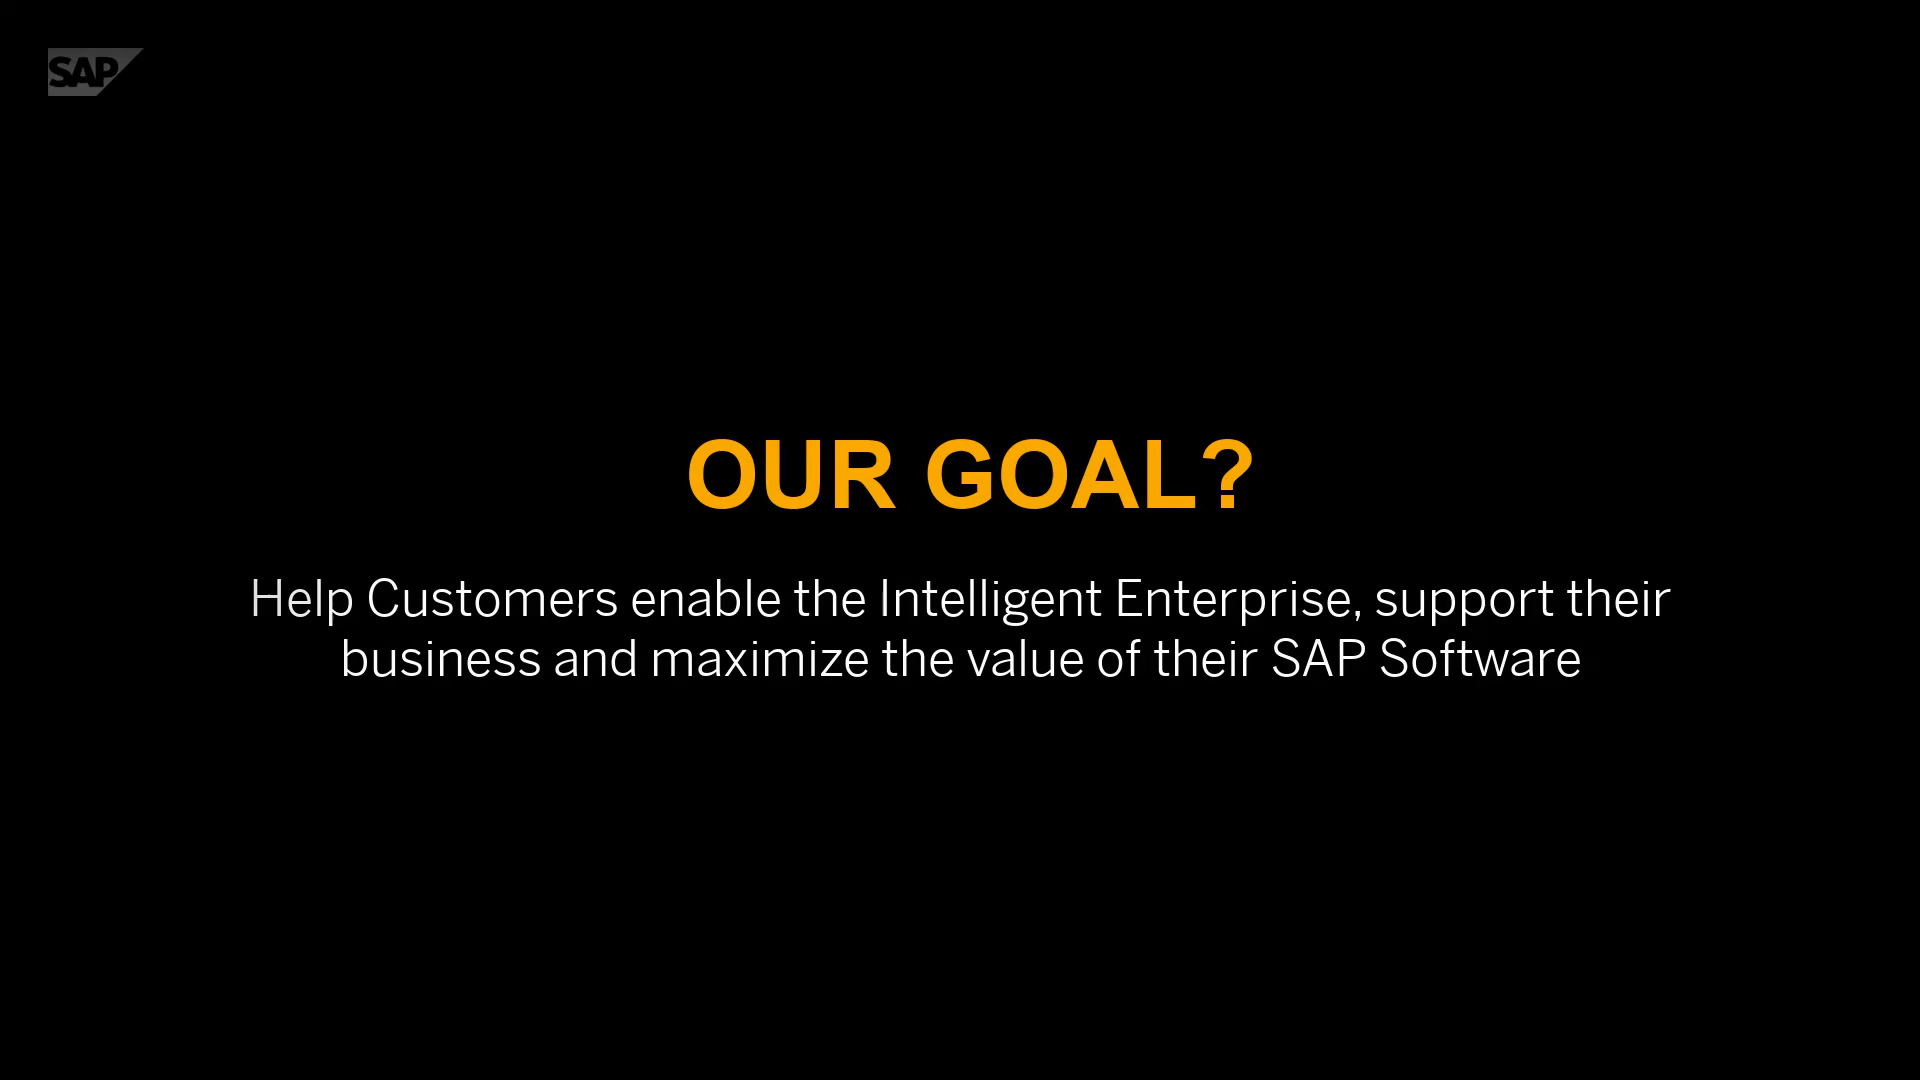 SAP
OUR GOAL?
Help Customers enable the Intelligent Enterprise, support their
business and maximize the value of their SAP Software